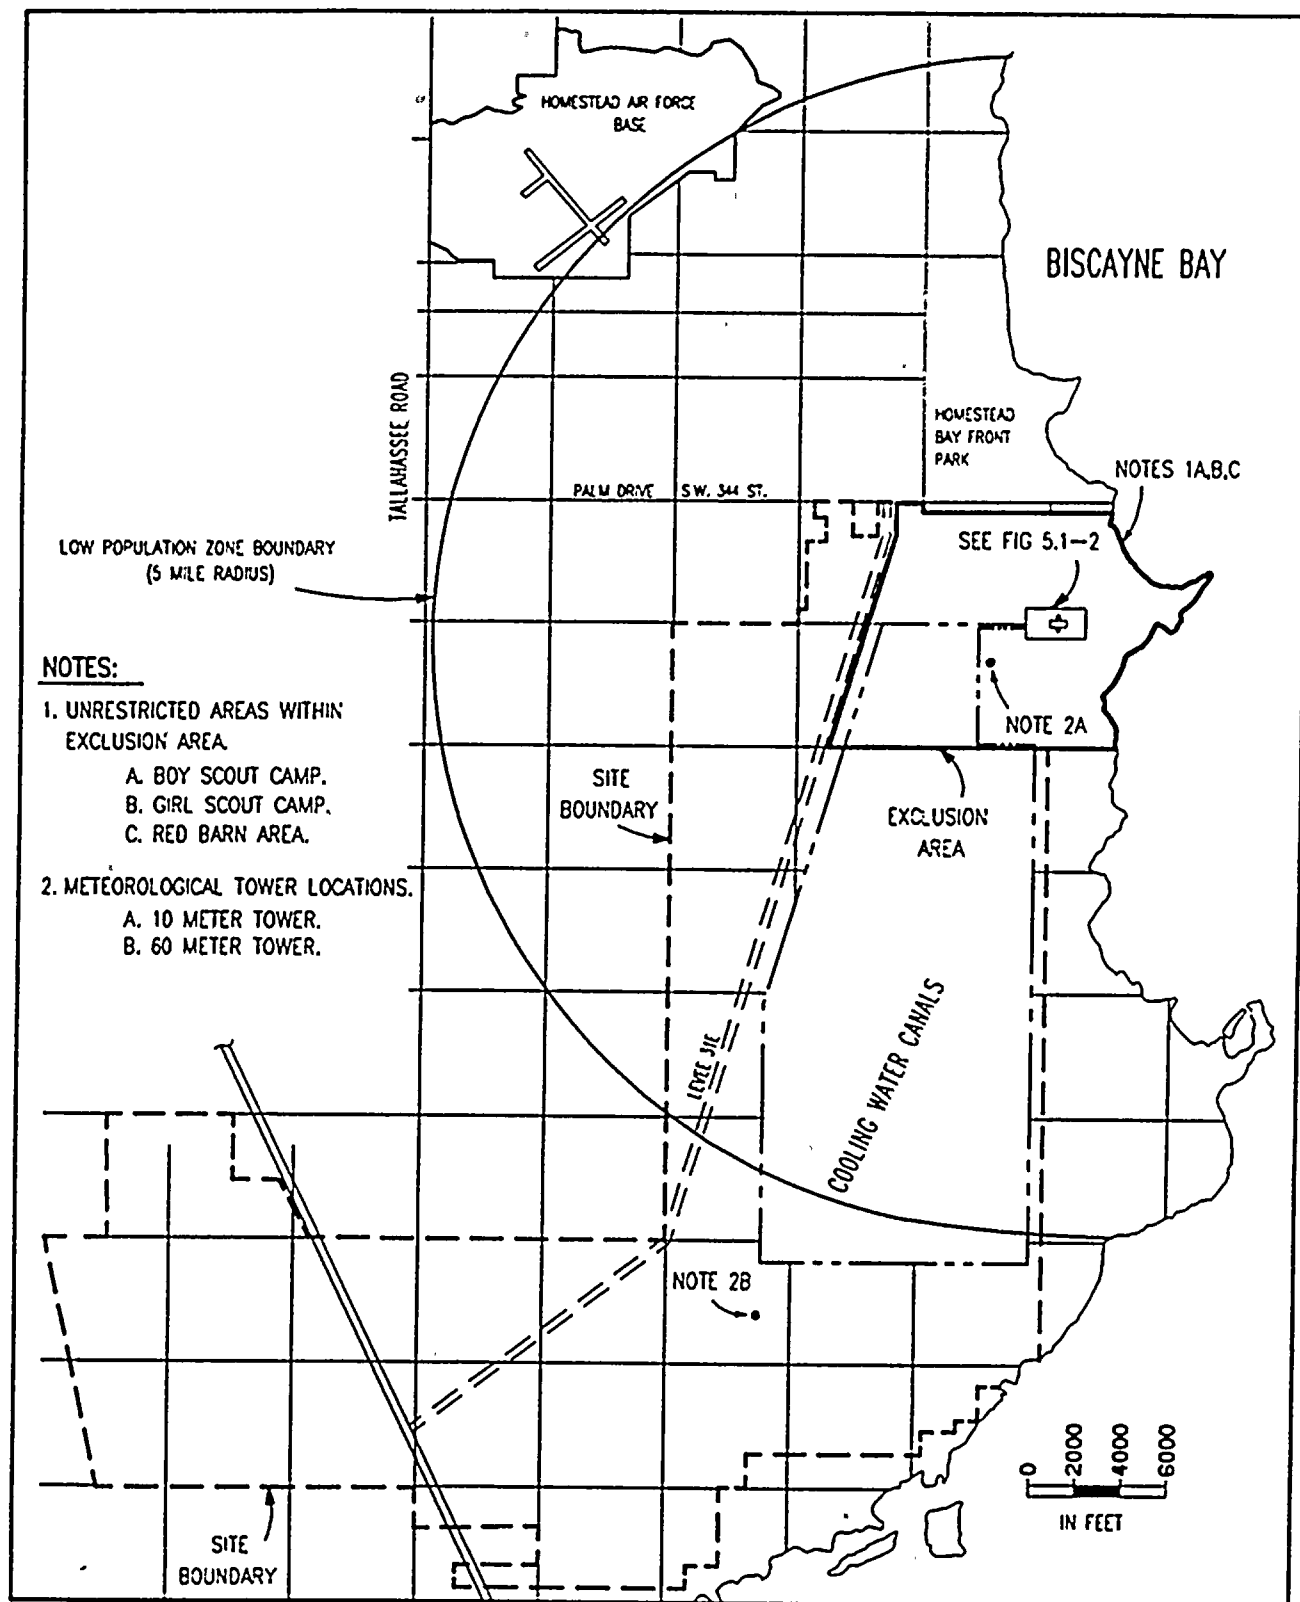 HOMESTEAD AIR FORCE
BASE
BISCAYNE BAY
TALLAHASSEE ROAD
HOMESTEAD
BAY FRONT
PARK
NOTES 1A,B,C
PALM DRIVE
S.W. 344 ST.
SEE FIG 5.1-2
LOW POPULATION ZONE BOUNDARY
(5 MILE RADIUS)
NOTES:
1. UNRESTRICTED AREAS WITHIN
EXCLUSION AREA.
A. BOY SCOUT CAMP.
B. GIRL SCOUT CAMP.
C. RED BARN AREA.
2. METEOROLOGICAL TOWER LOCATIONS.
A. 10 METER TOWER.
B. 60 METER TOWER.
NOTE 2A
SITE
BOUNDARY
EXCLUSION
AREA
LEVEE 31E
COOLING WATER CANALS
NOTE 2B
SITE
BOUNDARY
0
2000
4000
6000
IN FEET